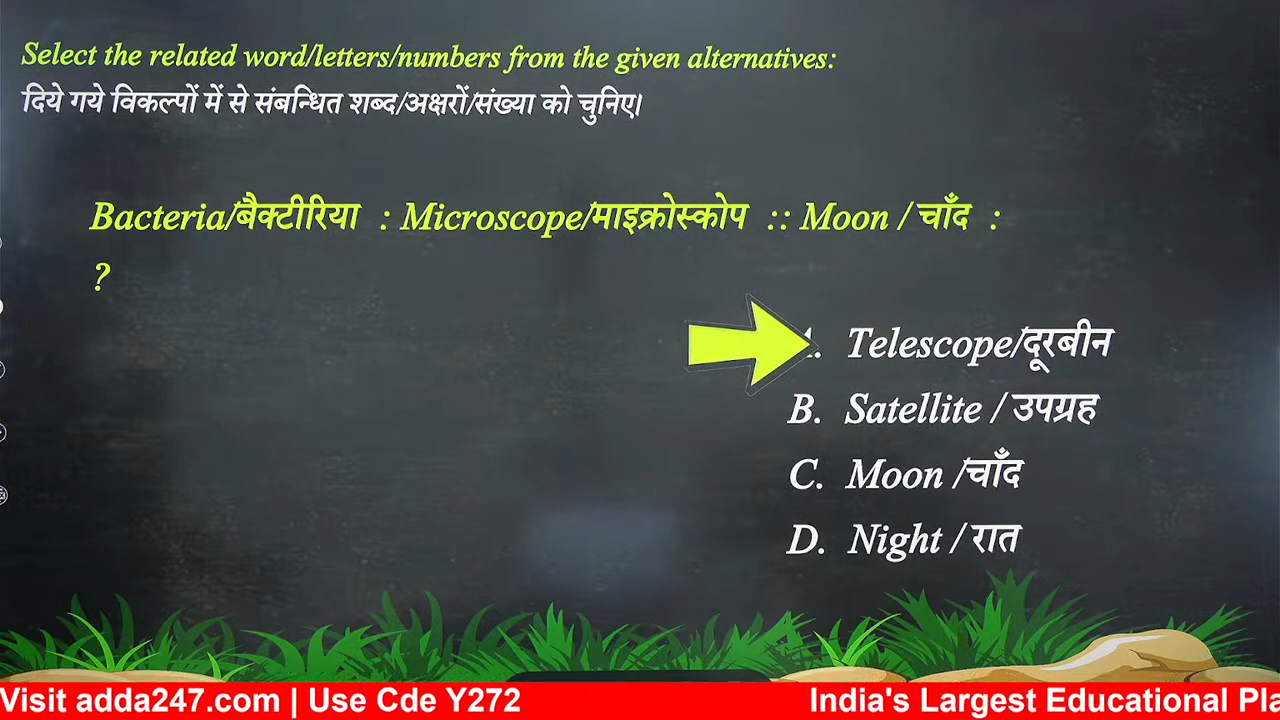 Select the related word/letters/numbers from the given alternatives:
दिये गये विकल्पों में से संबन्धित शब्द/अक्षरों/संख्या को चुनिए।
Bacteria/बैक्टीरिया : Microscope/माइक्रोस्कोप :: Moon / चाँद :
?
Telescope/दूरबीन
B. Satellite / उपग्रह
C. Moon /चाँद
D. Night / रात
Visit adda247.com | Use Cde Y272
India's Largest Educational